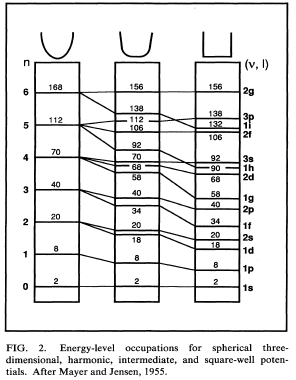 n
(ν, l)
6
168
156
156
2g
138
138
3p
5
112
112
132
1i
106
106
2f
92
92
3s
4
70
70
90
1h
68
68
2d
58
58
1g
3
40
40
40
2p
34
34
1f
2
20
20
20
2s
18
18
1d
1
8
8
8
1p
0
2
2
2
1s
FIG. 2. Energy-level occupations for spherical three-
dimensional, harmonic, intermediate, and square-well poten-
tials. After Mayer and Jensen, 1955.